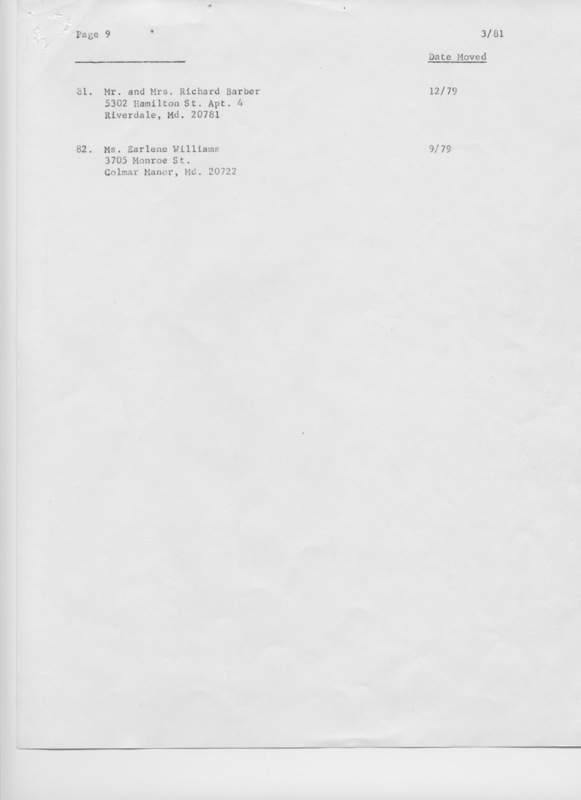 Page 9
3/81
Date Moved
81. Mr. and Mrs. Richard Barber 12/79
5302 Hamilton St. Apt. 4
Riverdale, Md. 20781
82. Ms. Earlene Williams 9/79
3705 Monroe St.
Colmar Manor, Md. 20722